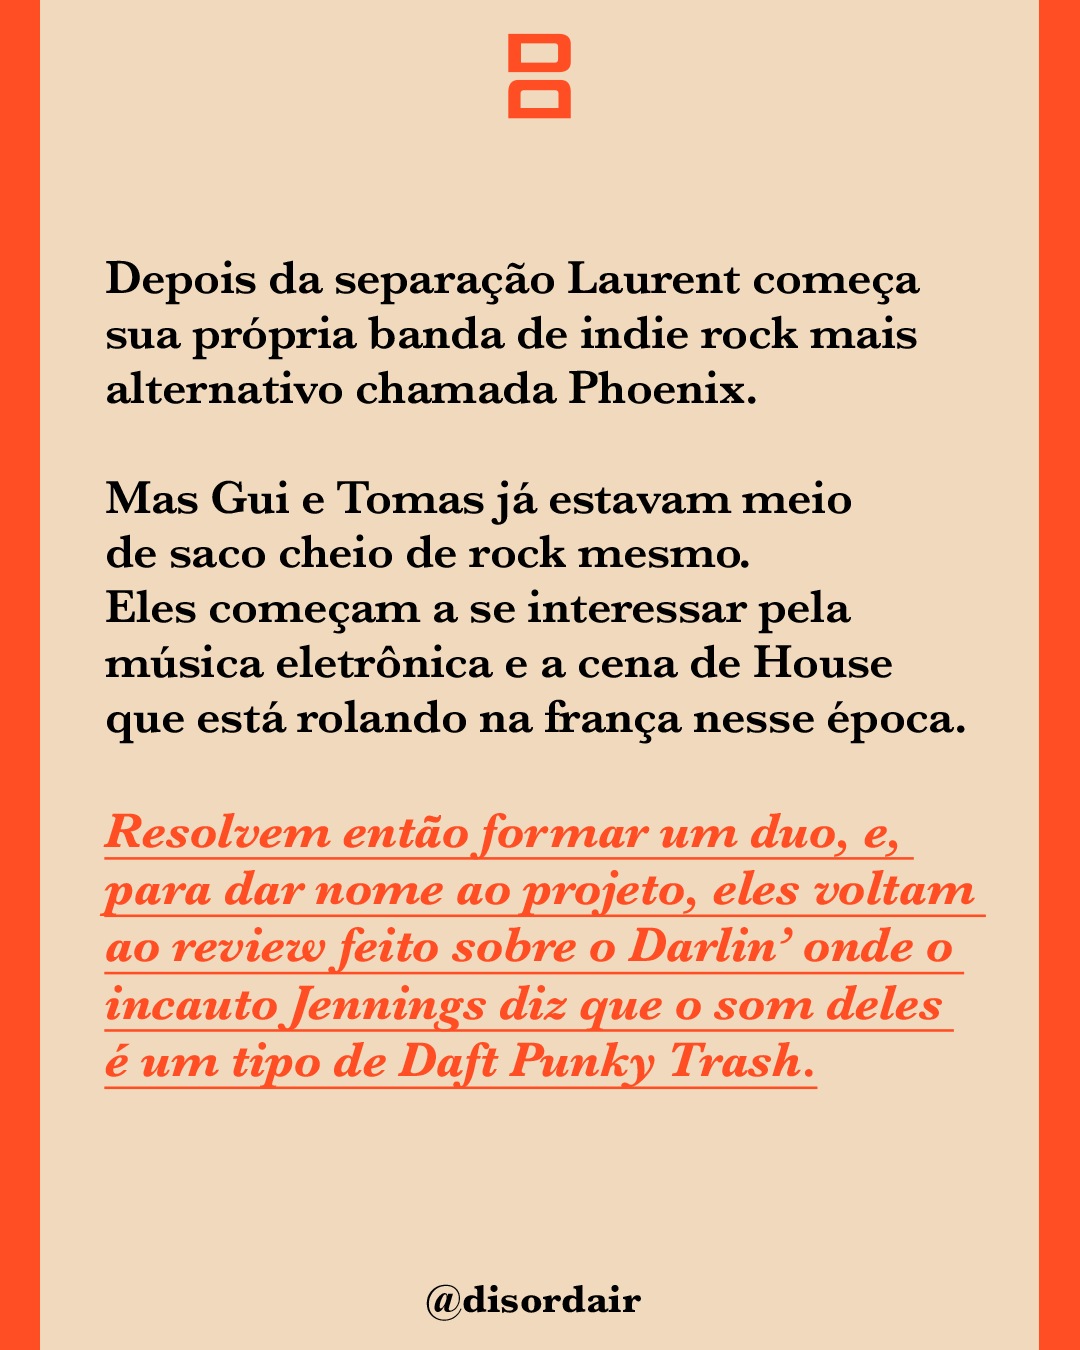 Depois da separação Laurent começa
sua própria banda de indie rock mais
alternativo chamada Phoenix.
Mas Gui e Tomas já estavam meio
de saco cheio de rock mesmo.
Eles começam a se interessar pela
música eletrônica e a cena de House
que está rolando na frança nesse época.
Resolvem então formar um duo, e,
para dar nome ao projeto, eles voltam
ao review feito sobre o Darlin’ onde o
incauto Jennings diz que o som deles
é um tipo de Daft Punky Trash.
@disordair